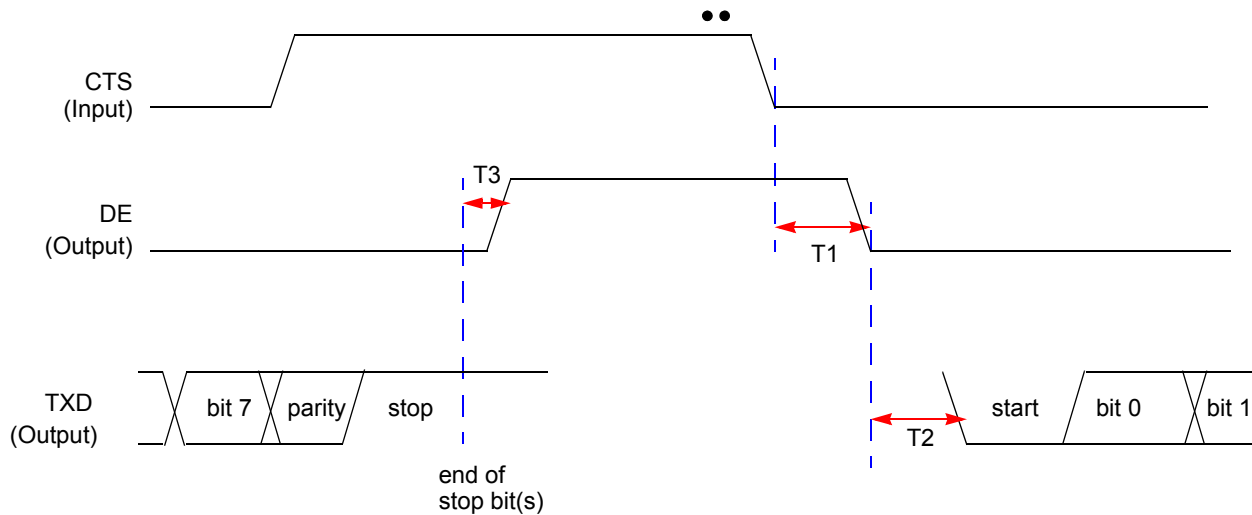 CTS
(Input)
T3
DE
(Output)
T1
TXD
(Output)
bit 7
parity
stop
T2
start
bit 0
bit 1
end of
stop bit(s)